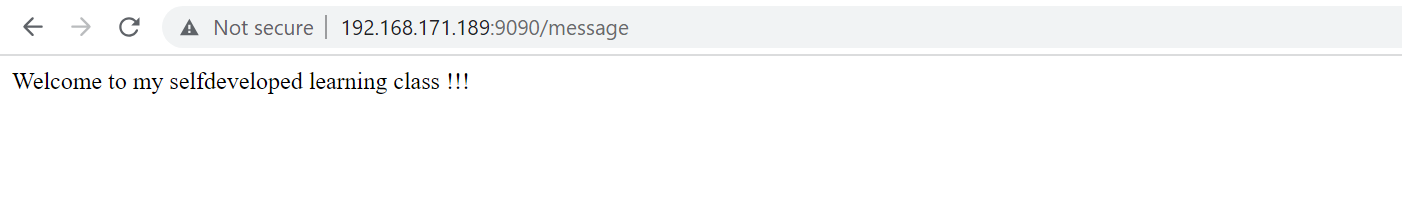 Not secure | 192.168.171.189:9090/message
Welcome to my selfdeveloped learning class !!!